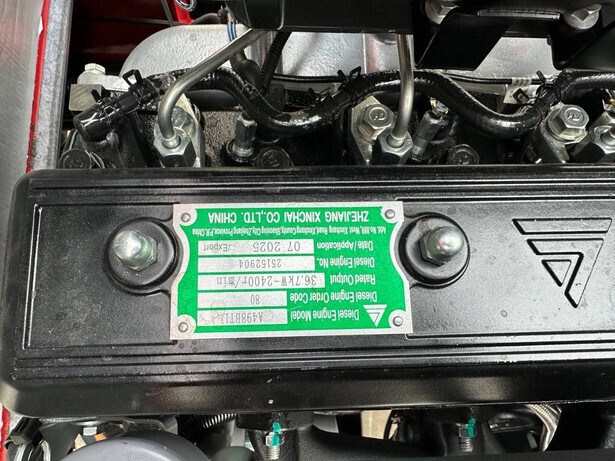 Diesel Engine Model
Diesel Engine Order Code 80
Rated Output 36.7kW-2400r/min
Diesel Engine No. 25152904
Date/Application 07 2025 /Export
Add. No.888, West Xinchang Road, Xinchang County, Shaoxing City, Zhejiang Province, P.R.China
ZHEJIANG XINCHAI CO.,LTD. CHINA